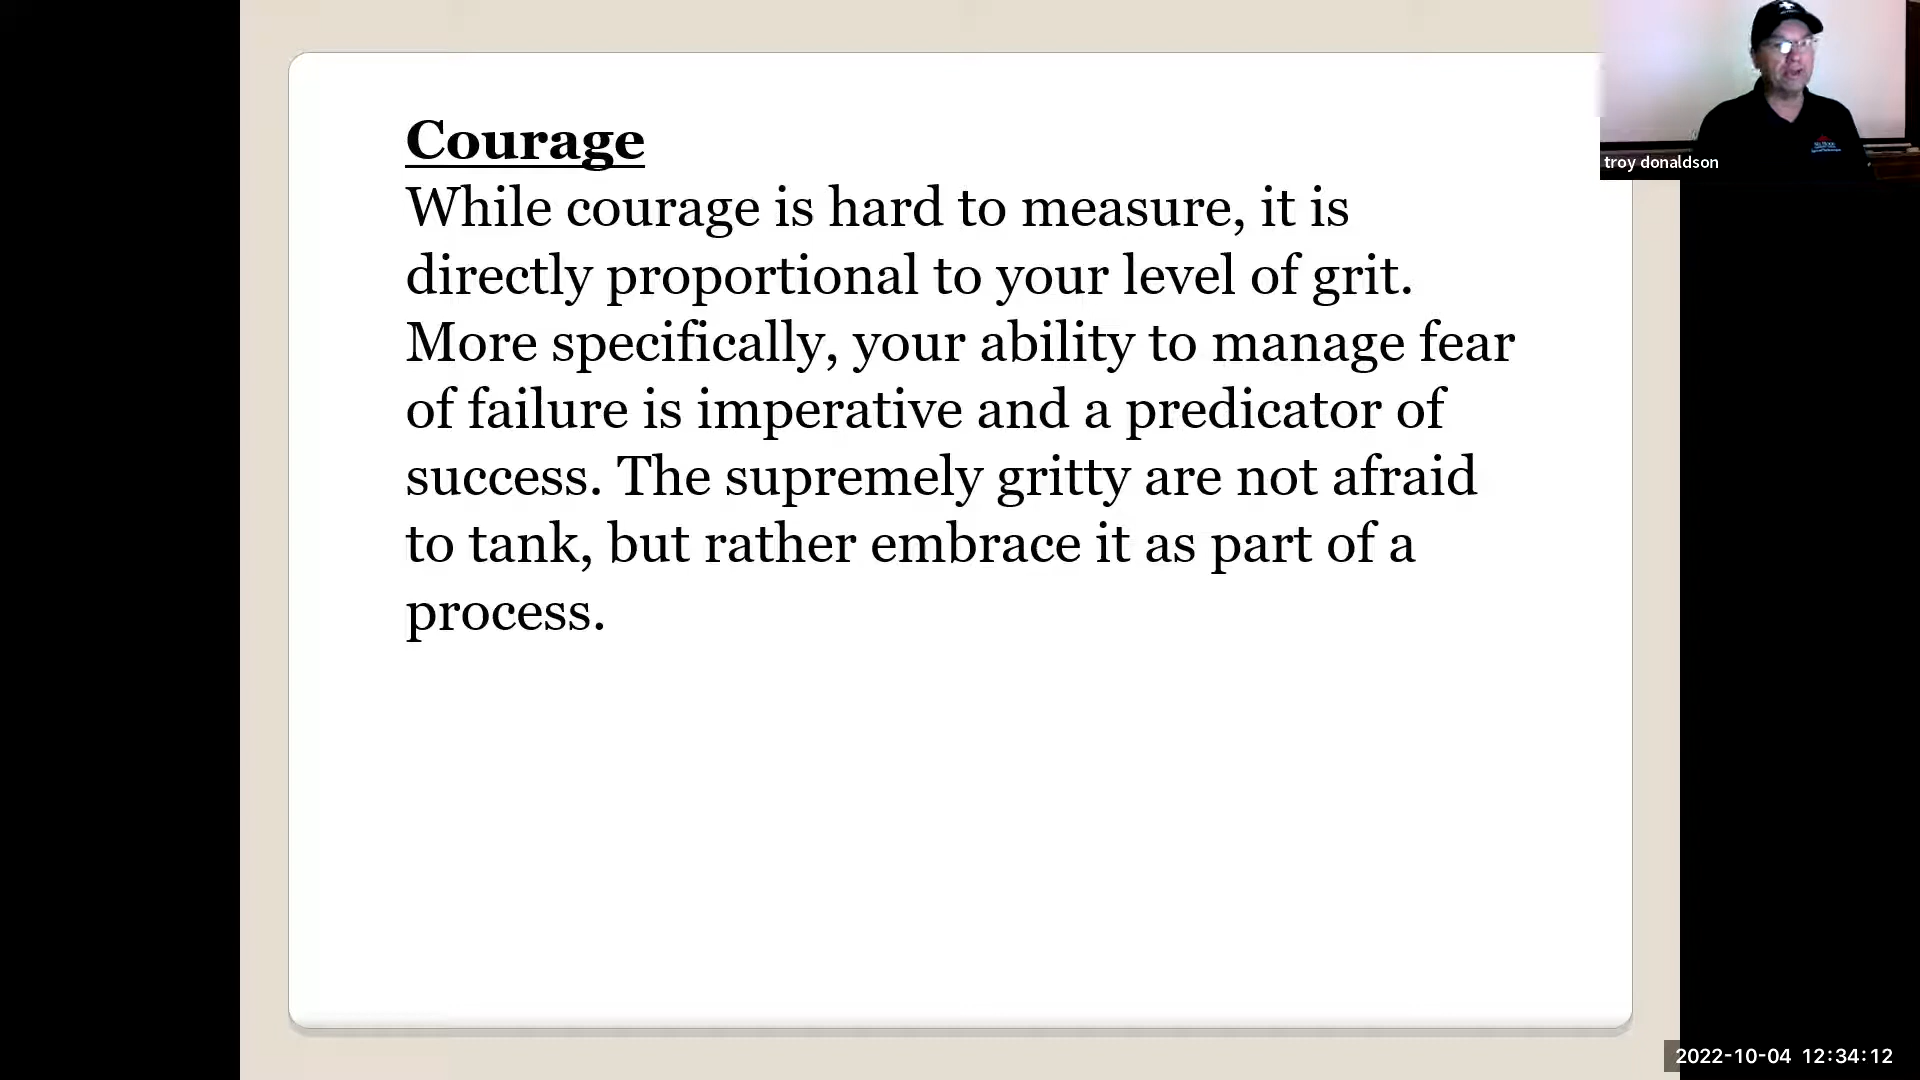 Courage
While courage is hard to measure, it is
directly proportional to your level of grit.
More specifically, your ability to manage fear
of failure is imperative and a predicator of
success. The supremely gritty are not afraid
to tank, but rather embrace it as part of a
process.
troy donaldson
2022-10-04 12:34:12